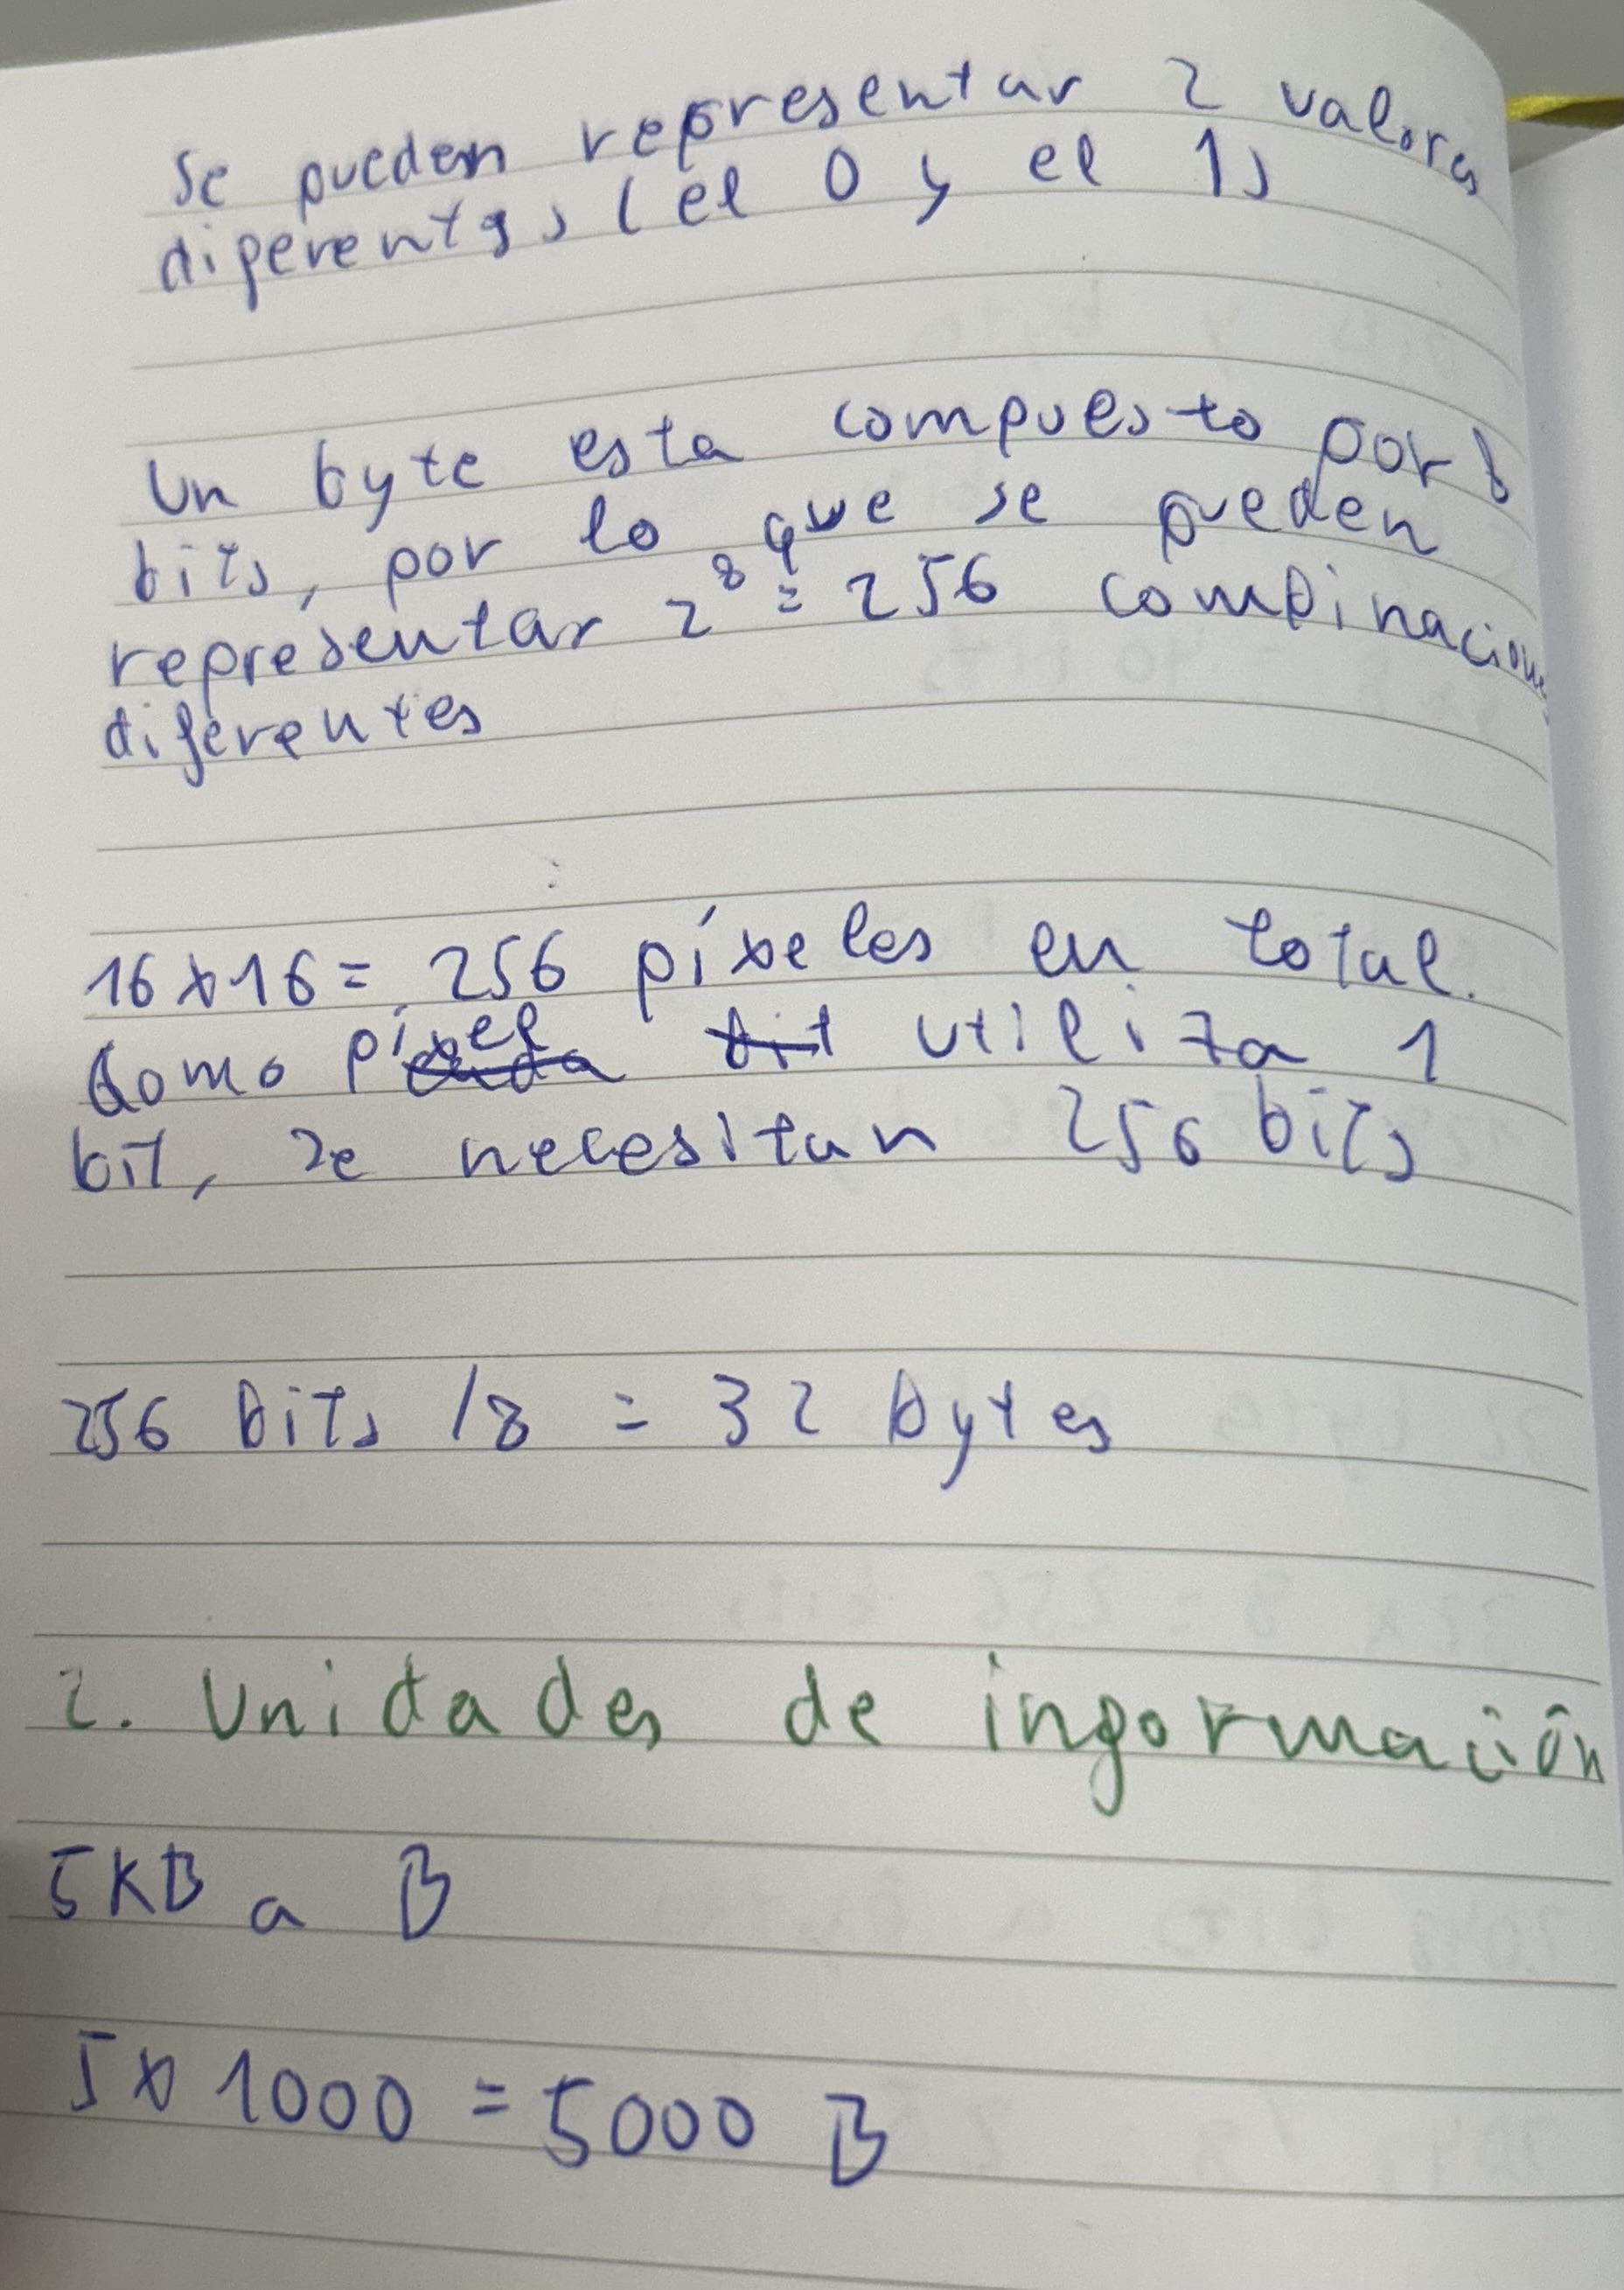 Se pueden representar 2 valores
diferentes (el 0 y el 1)
Un byte esta compuesto por 8
bits, por lo que se pueden
representar 2⁸ = 256 combinaciones
diferentes
16x16 = 256 píxeles en total.
Como píxel utiliza 1
bit, se necesitan 256 bits
256 bits /8 = 32 bytes
2. Unidades de información
5KB a B
5x1000 = 5000 B